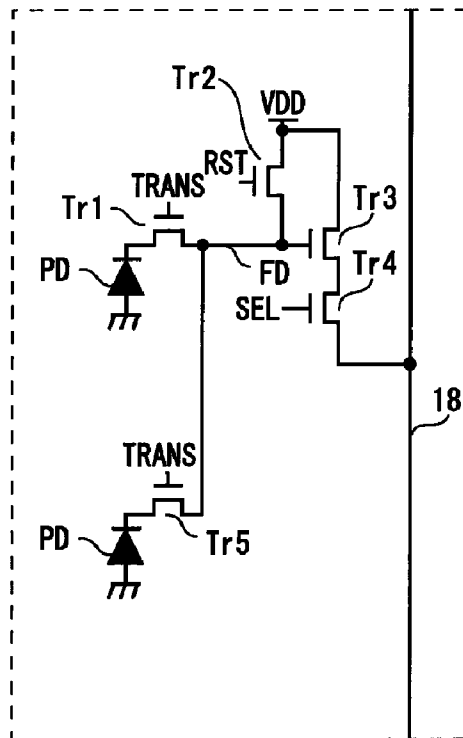 Tr2
VDD
RST
TRANS
Tr1
Tr3
PD
FD
Tr4
SEL
18
TRANS
PD
Tr5